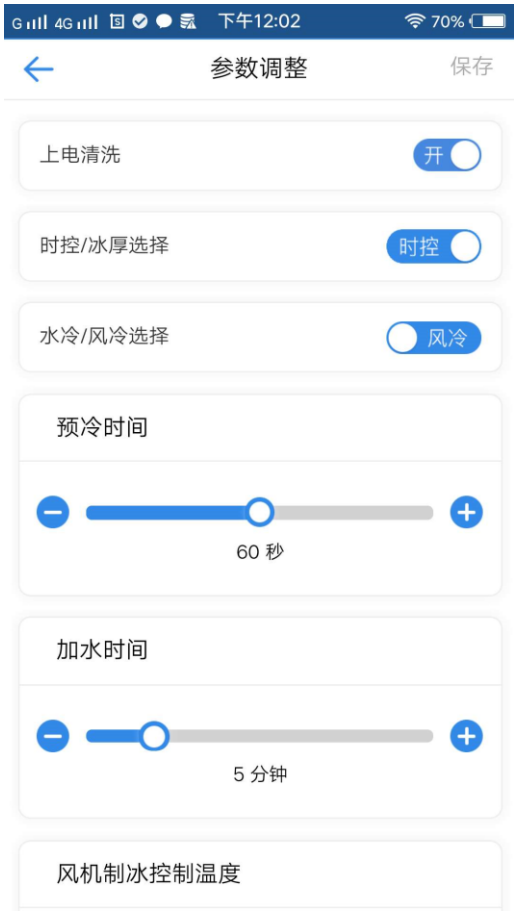 G 4G 下午12:02 70%
参数调整 保存
上电清洗 开
时控/冰厚选择 时控
水冷/风冷选择 风冷
预冷时间
60 秒
加水时间
5 分钟
风机制冰控制温度